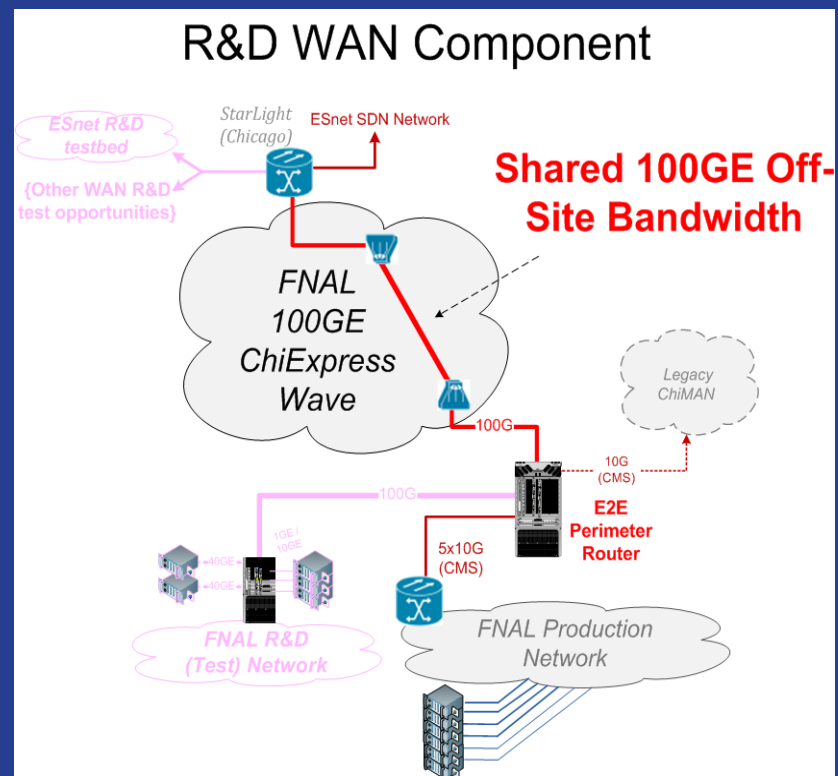 R&D WAN Component
StarLight
(Chicago)
ESnet SDN Network
ESnet R&D
testbed
{Other WAN R&D
test opportunities}
Shared 100GE Off-
Site Bandwidth
FNAL
100GE
ChiExpress
Wave
Legacy
ChiMAN
100G
10G
(CMS)
E2E
Perimeter
Router
100G
1GE /
10GE
40GE
40GE
5x10G
(CMS)
FNAL R&D
(Test) Network
FNAL Production
Network